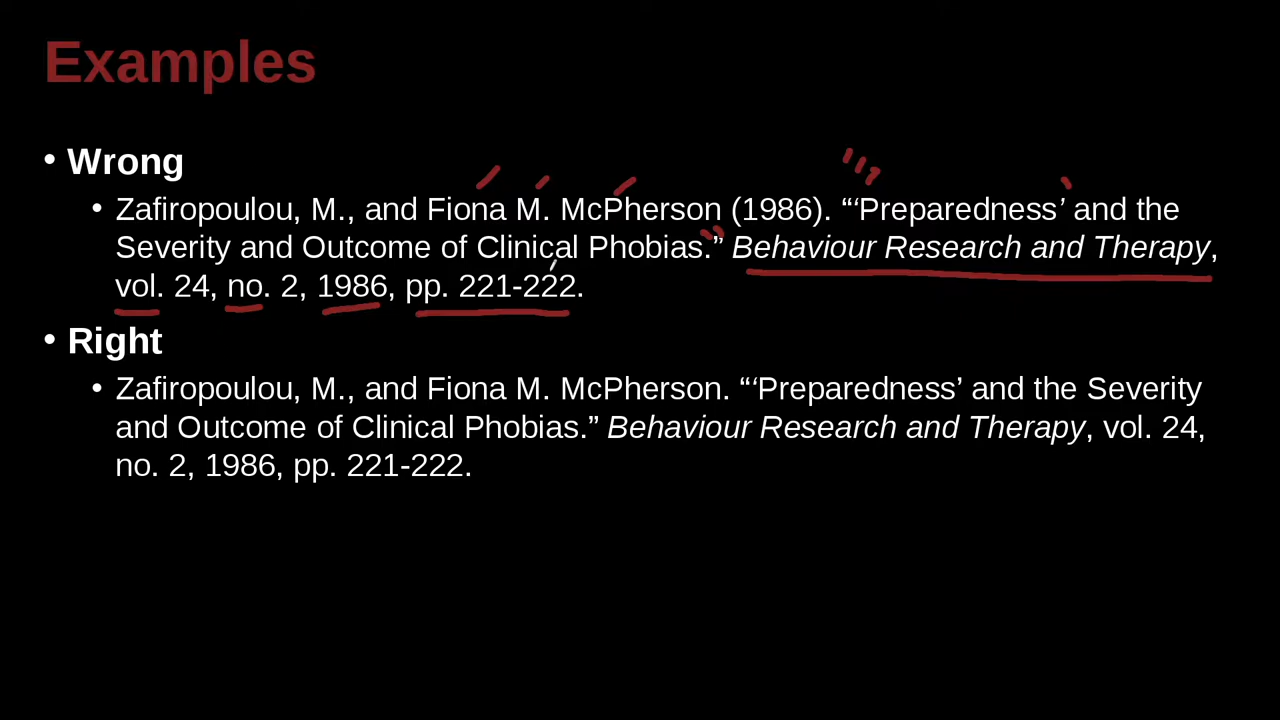 Examples
• Wrong
• Zafiropoulou, M., and Fiona M. McPherson (1986). “‘Preparedness’ and the
Severity and Outcome of Clinical Phobias.” Behaviour Research and Therapy,
vol. 24, no. 2, 1986, pp. 221-222.
• Right
• Zafiropoulou, M., and Fiona M. McPherson. “‘Preparedness’ and the Severity
and Outcome of Clinical Phobias.” Behaviour Research and Therapy, vol. 24,
no. 2, 1986, pp. 221-222.